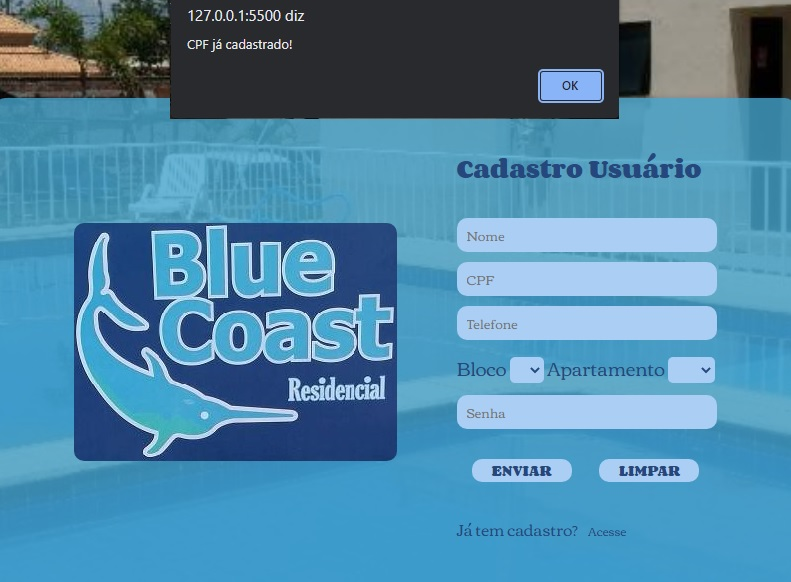 127.0.0.1:5500 diz
CPF já cadastrado!
OK
Cadastro Usuário
Blue
Coast
Residencial
Nome
CPF
Telefone
Bloco Apartamento
Senha
ENVIAR LIMPAR
Já tem cadastro? Acesse